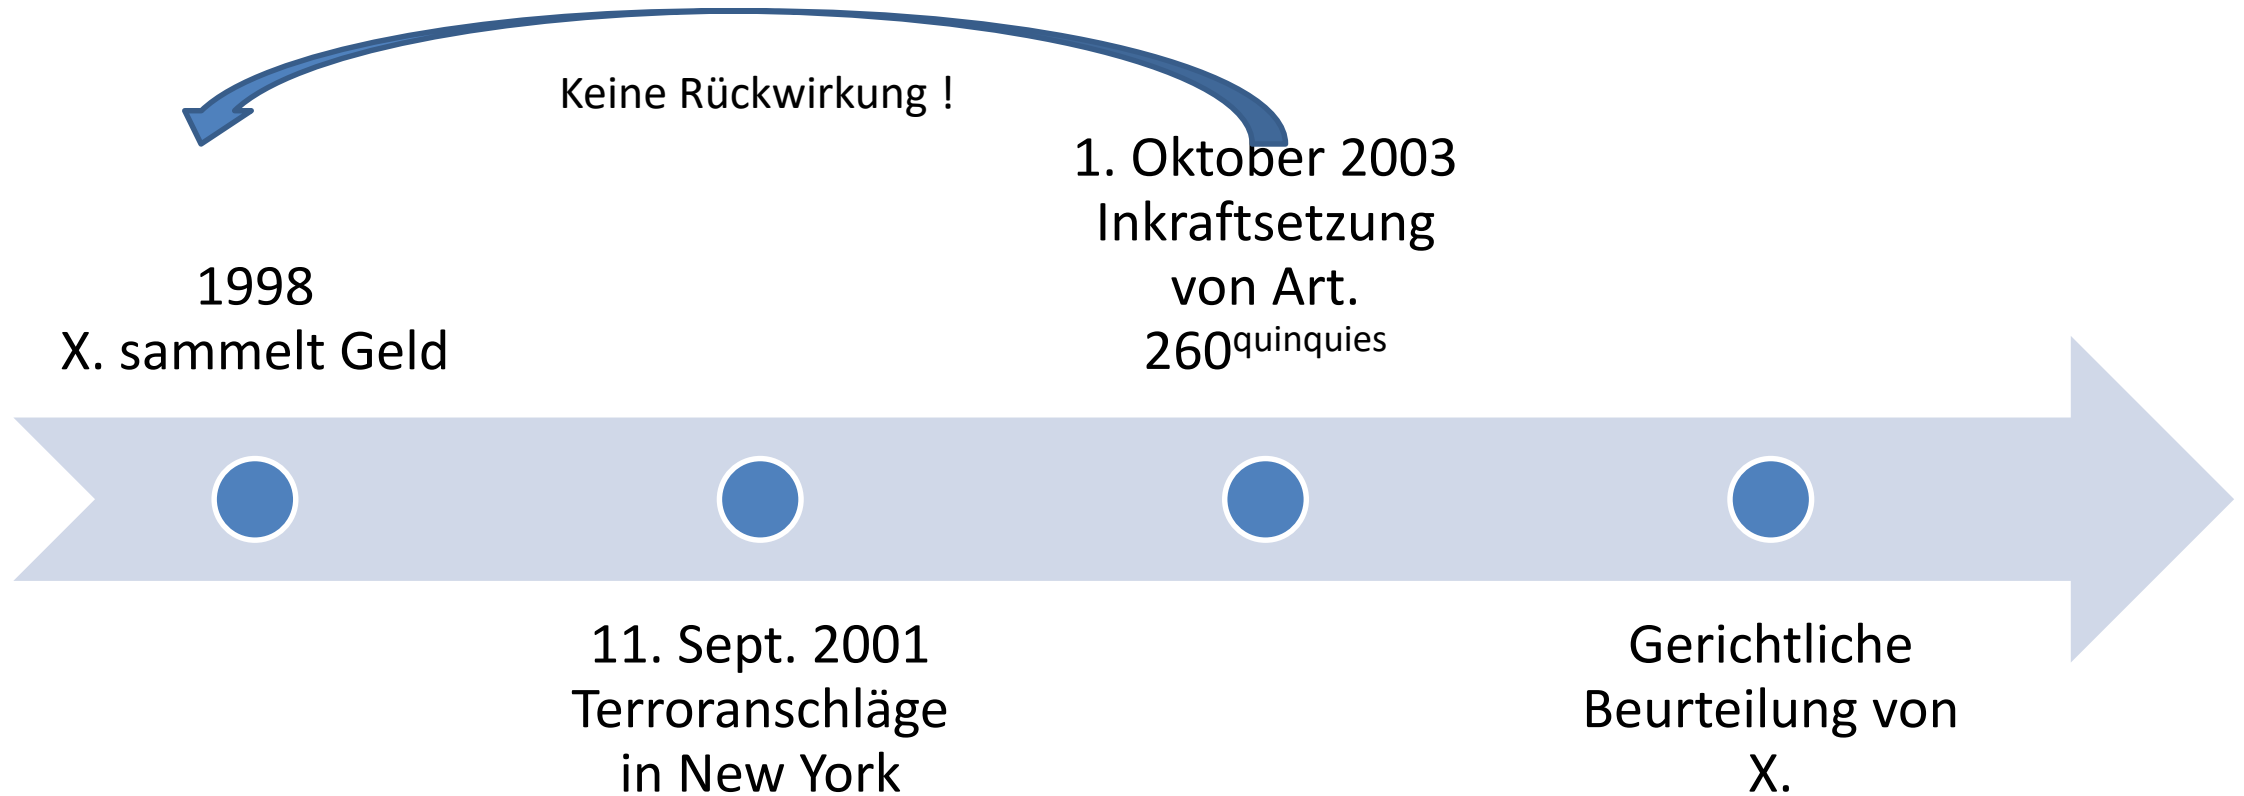 Keine Rückwirkung !
1. Oktober 2003
Inkraftsetzung
von Art.
260quinquies
1998
X. sammelt Geld
11. Sept. 2001
Terroranschläge
in New York
Gerichtliche
Beurteilung von
X.